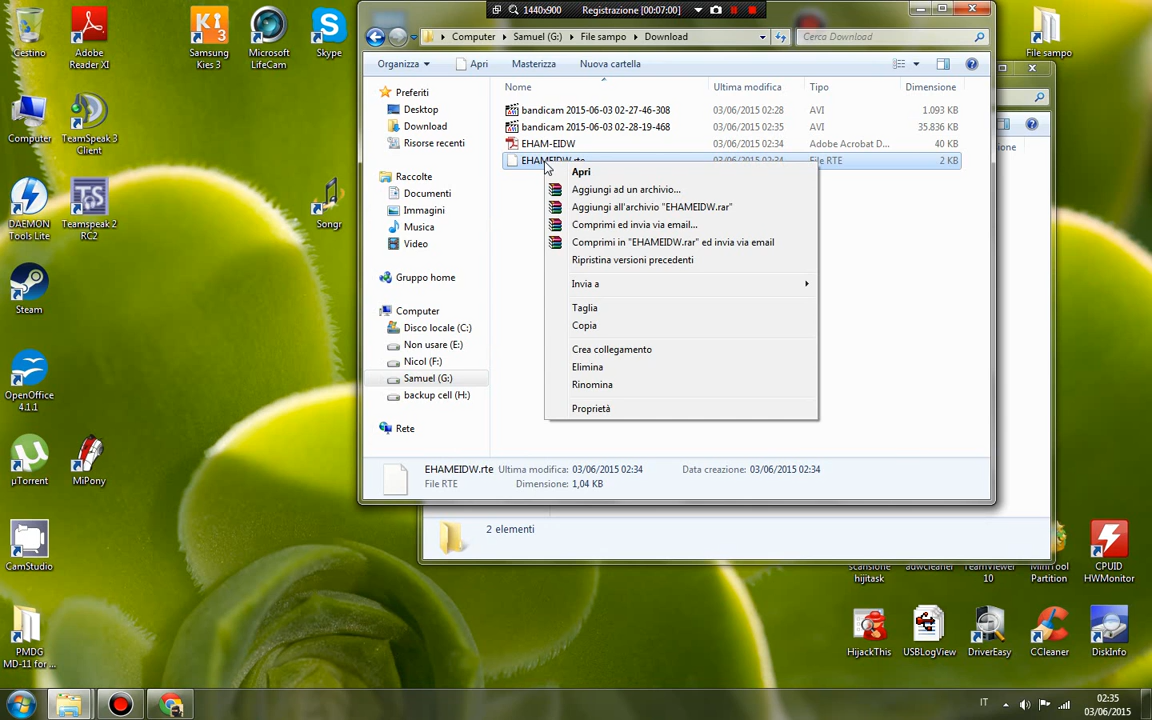 1440x900
Registrazione [00:07:00]
Computer
Samuel (G:)
File sampo
Download
Cerca Download
Organizza
Apri
Masterizza
Nuova cartella
Nome
Ultima modifica
Tipo
Dimensione
bandicam 2015-06-03 02-27-46-308
03/06/2015 02:28
AVI
1.093 KB
bandicam 2015-06-03 02-28-19-468
03/06/2015 02:35
AVI
35.836 KB
EHAM-EIDW
03/06/2015 02:34
Adobe Acrobat D...
40 KB
EHAMEIDW.rte
03/06/2015 02:34
File RTE
2 KB
Preferiti
Desktop
Download
Risorse recenti
Raccolte
Documenti
Immagini
Musica
Video
Gruppo home
Computer
Disco locale (C:)
Non usare (E:)
Nicol (F:)
Samuel (G:)
backup cell (H:)
Rete
Apri
Aggiungi ad un archivio...
Aggiungi all'archivio "EHAMEIDW.rar"
Comprimi ed invia via email...
Comprimi in "EHAMEIDW.rar" ed invia via email
Ripristina versioni precedenti
Invia a
Taglia
Copia
Crea collegamento
Elimina
Rinomina
Proprietà
EHAMEIDW.rte
Ultima modifica: 03/06/2015 02:34
Data creazione: 03/06/2015 02:34
File RTE
Dimensione: 1,04 KB
2 elementi
Cestino
Adobe
Reader XI
Samsung
Kies 3
Microsoft
LifeCam
Skype
File sampo
Computer
TeamSpeak 3
Client
DAEMON
Tools Lite
Teamspeak 2
RC2
Songr
Steam
OpenOffice
4.1.1
µTorrent
MiPony
CamStudio
PMDG
MD-11 for ...
scansione
hijitask
adwcleaner
TeamViewer
10
MiniTool
Partition
CPUID
HWMonitor
HijackThis
USBLogView
DriverEasy
CCleaner
DiskInfo
IT
02:35
03/06/2015